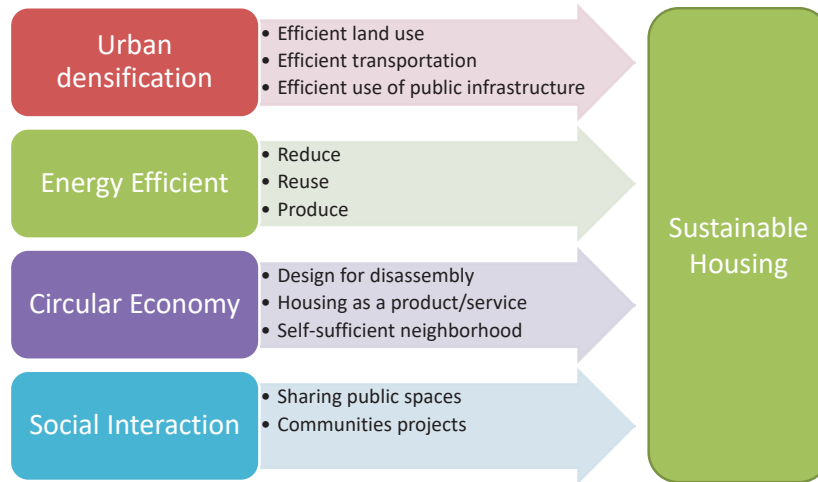 Urban
densification
• Efficient land use
• Efficient transportation
• Efficient use of public infrastructure
Energy Efficient
• Reduce
• Reuse
• Produce
Circular Economy
• Design for disassembly
• Housing as a product/service
• Self-sufficient neighborhood
Social Interaction
• Sharing public spaces
• Communities projects
Sustainable
Housing